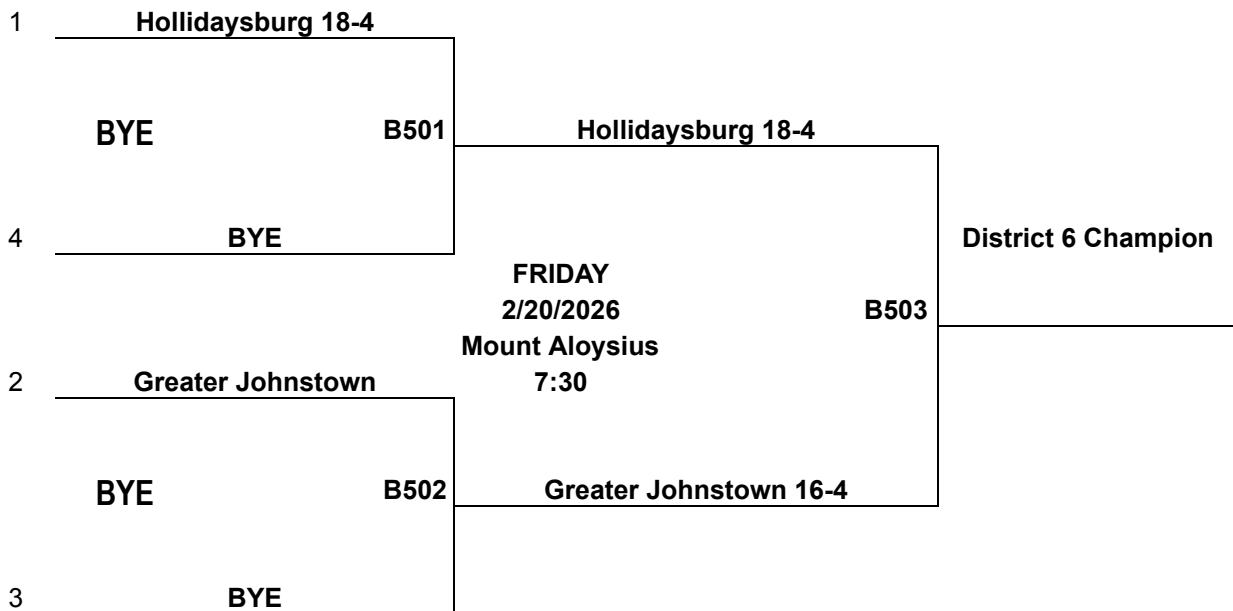 1 Hollidaysburg 18-4
BYE B501 Hollidaysburg 18-4
4 BYE District 6 Champion
FRIDAY
2/20/2026 B503
Mount Aloysius
2 Greater Johnstown 7:30
BYE B502 Greater Johnstown 16-4
3 BYE